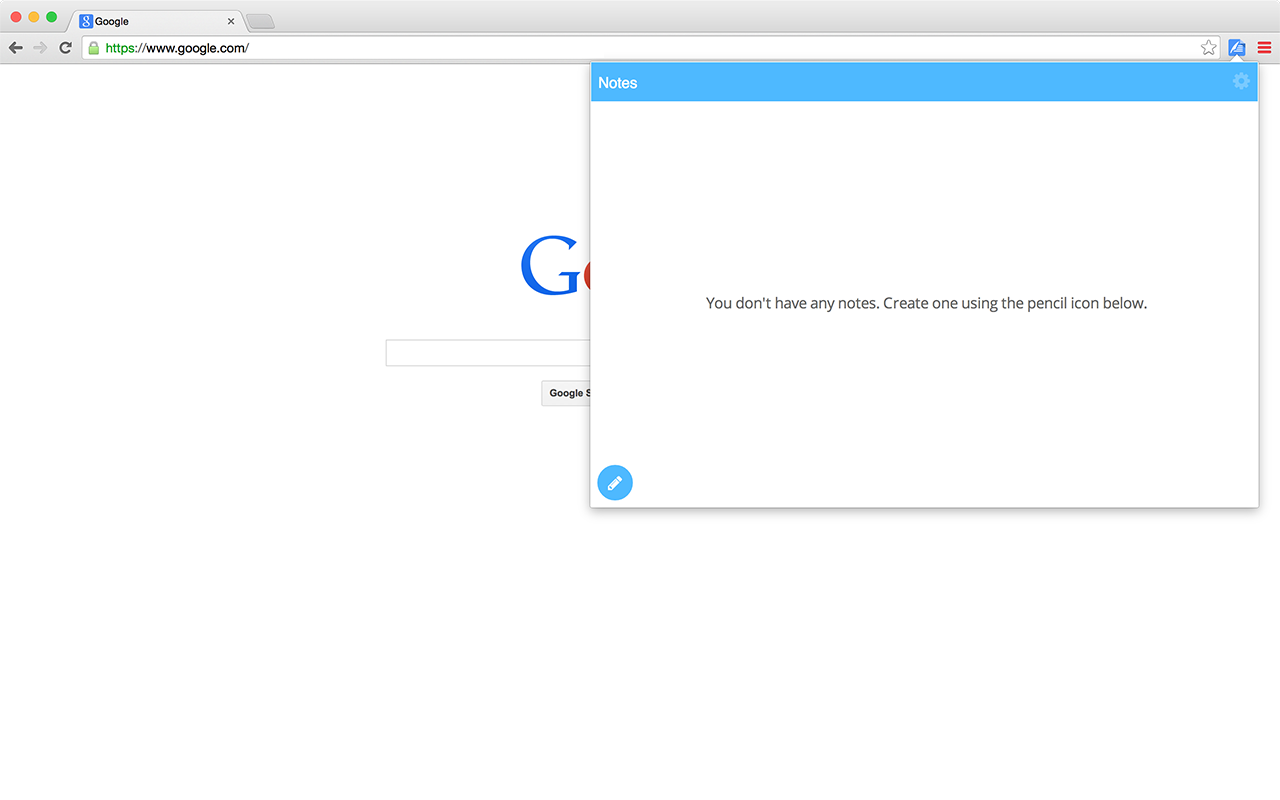 Google
https://www.google.com/
Notes
G
You don't have any notes. Create one using the pencil icon below.
Google S